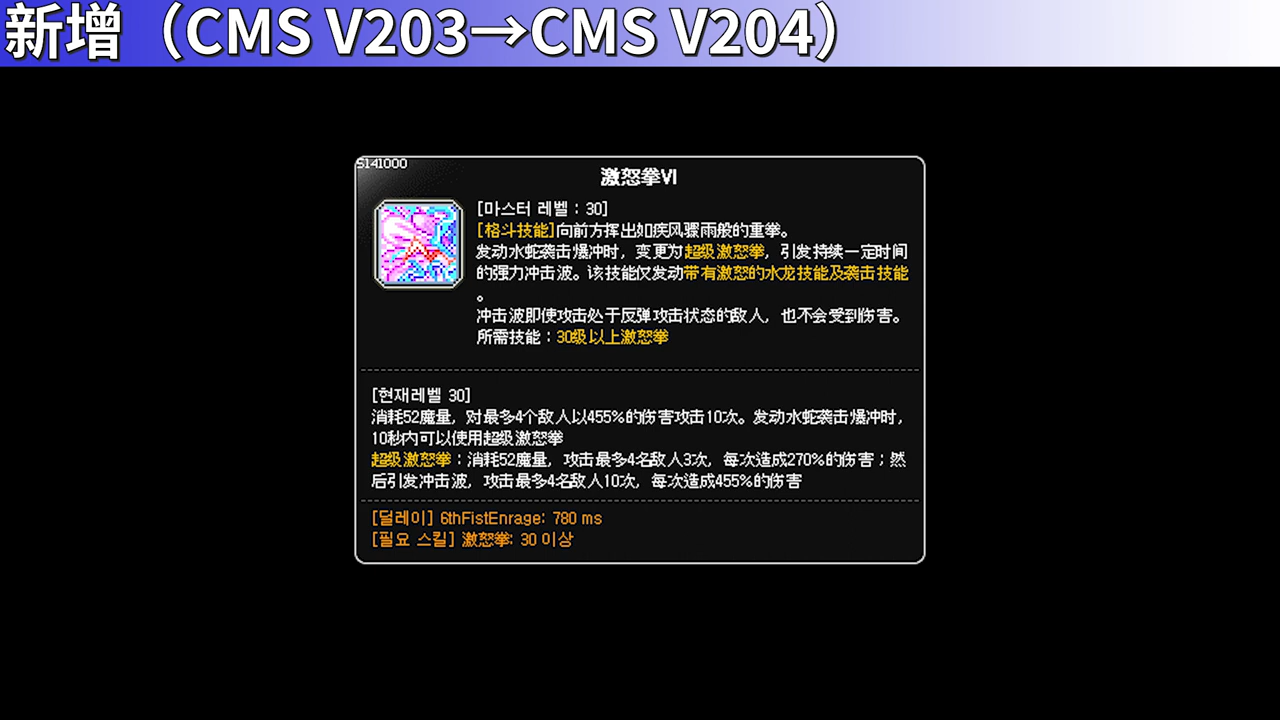 新增（CMS V203→CMS V204）
5141000
激怒拳VI
[마스터 레벨 : 30]
[格斗技能]向前方挥出如疾风骤雨般的重拳。
发动水蛇袭击爆冲时，变更为超级激怒拳，引发持续一定时间
的强力冲击波。该技能仅发动带有激怒的水龙技能及袭击技能
。
冲击波即使攻击处于反弹攻击状态的敌人，也不会受到伤害。
所需技能：30级以上激怒拳
[현재레벨 30]
消耗52魔量，对最多4个敌人以455%的伤害攻击10次。发动水蛇袭击爆冲时，
10秒内可以使用超级激怒拳
超级激怒拳：消耗52魔量，攻击最多4名敌人3次，每次造成270%的伤害；然
后引发冲击波，攻击最多4名敌人10次，每次造成455%的伤害
[딜레이] 6thFistEnrage: 780 ms
[필요 스킬] 激怒拳: 30 이상